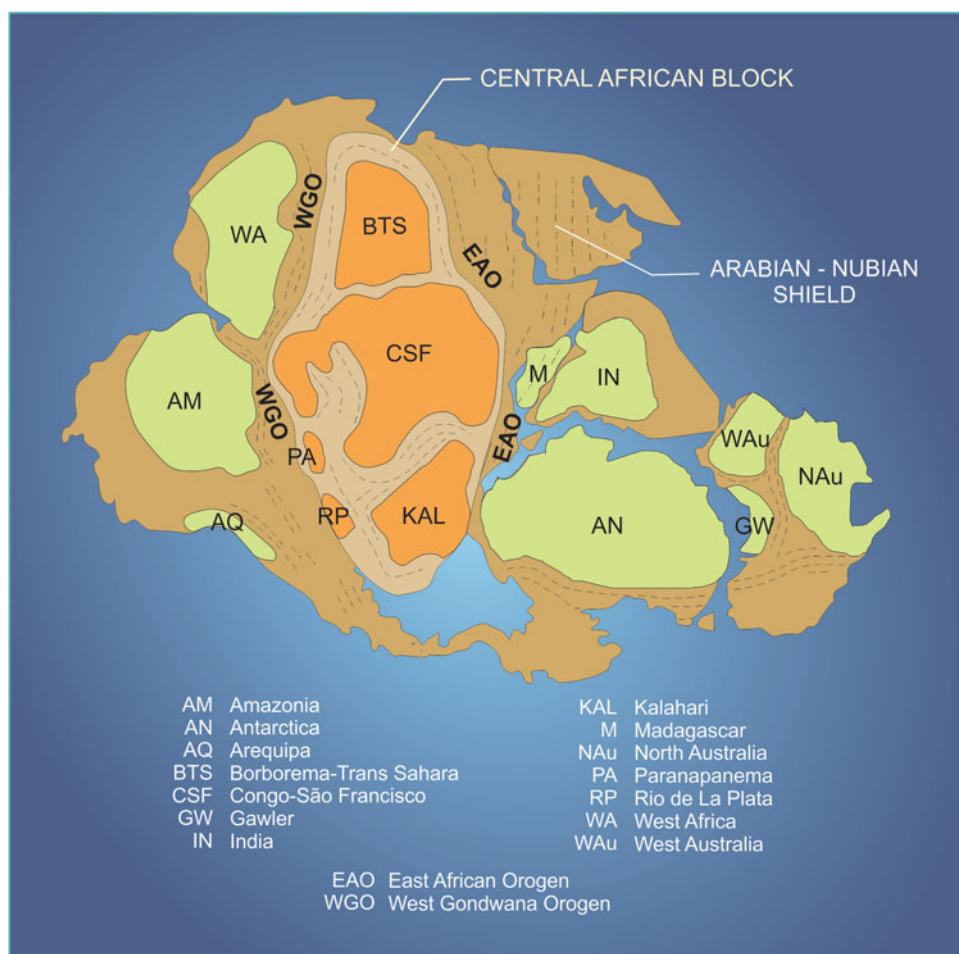 CENTRAL AFRICAN BLOCK
WGO
WA
BTS
EAO
ARABIAN - NUBIAN
SHIELD
CSF
M
IN
AM
WGO
EAO
WAu
PA
NAu
RP
KAL
AQ
AN
GW
AM Amazonia
AN Antarctica
AQ Arequipa
BTS Borborema-Trans Sahara
CSF Congo-São Francisco
GW Gawler
IN India
KAL Kalahari
M Madagascar
NAu North Australia
PA Paranapanema
RP Rio de La Plata
WA West Africa
WAu West Australia
EAO East African Orogen
WGO West Gondwana Orogen